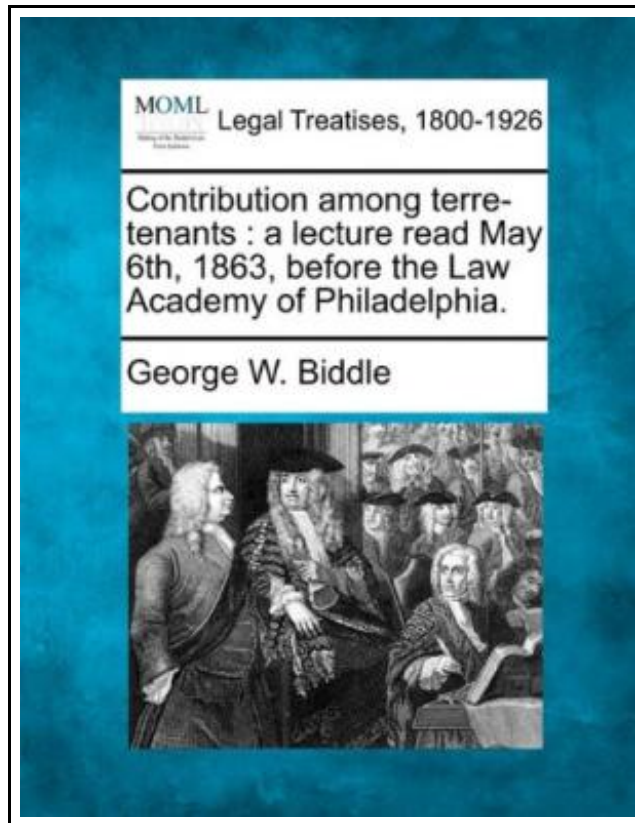 MOML
Legal Treatises, 1800-1926
Contribution among terre-
tenants : a lecture read May
6th, 1863, before the Law
Academy of Philadelphia.
George W. Biddle